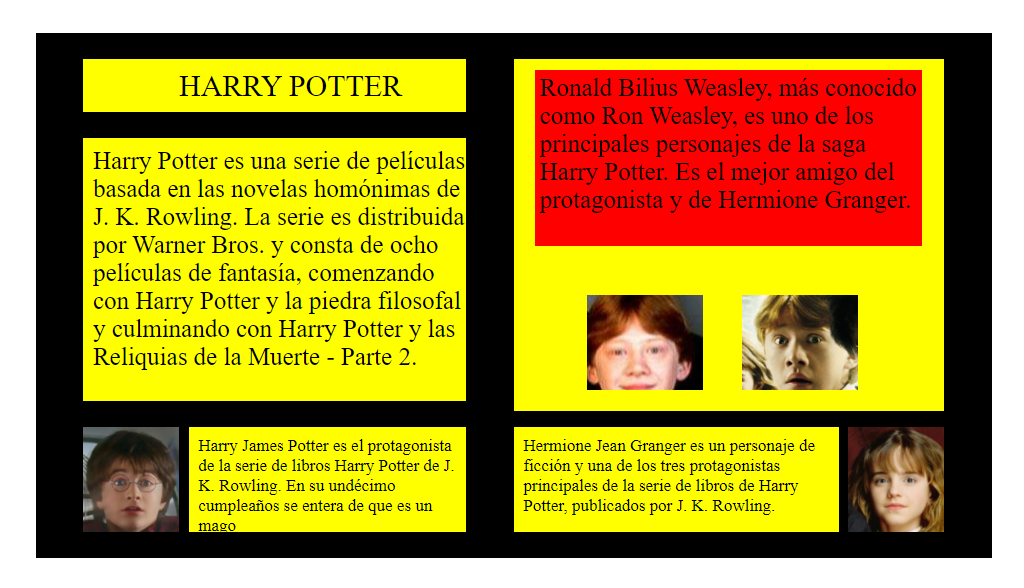 HARRY POTTER
Harry Potter es una serie de películas
basada en las novelas homónimas de
J. K. Rowling. La serie es distribuida
por Warner Bros. y consta de ocho
películas de fantasía, comenzando
con Harry Potter y la piedra filosofal
y culminando con Harry Potter y las
Reliquias de la Muerte - Parte 2.
Harry James Potter es el protagonista
de la serie de libros Harry Potter de J.
K. Rowling. En su undécimo
cumpleaños se entera de que es un
mago
Ronald Bilius Weasley, más conocido
como Ron Weasley, es uno de los
principales personajes de la saga
Harry Potter. Es el mejor amigo del
protagonista y de Hermione Granger.
Hermione Jean Granger es un personaje de
ficción y una de los tres protagonistas
principales de la serie de libros de Harry
Potter, publicados por J. K. Rowling.